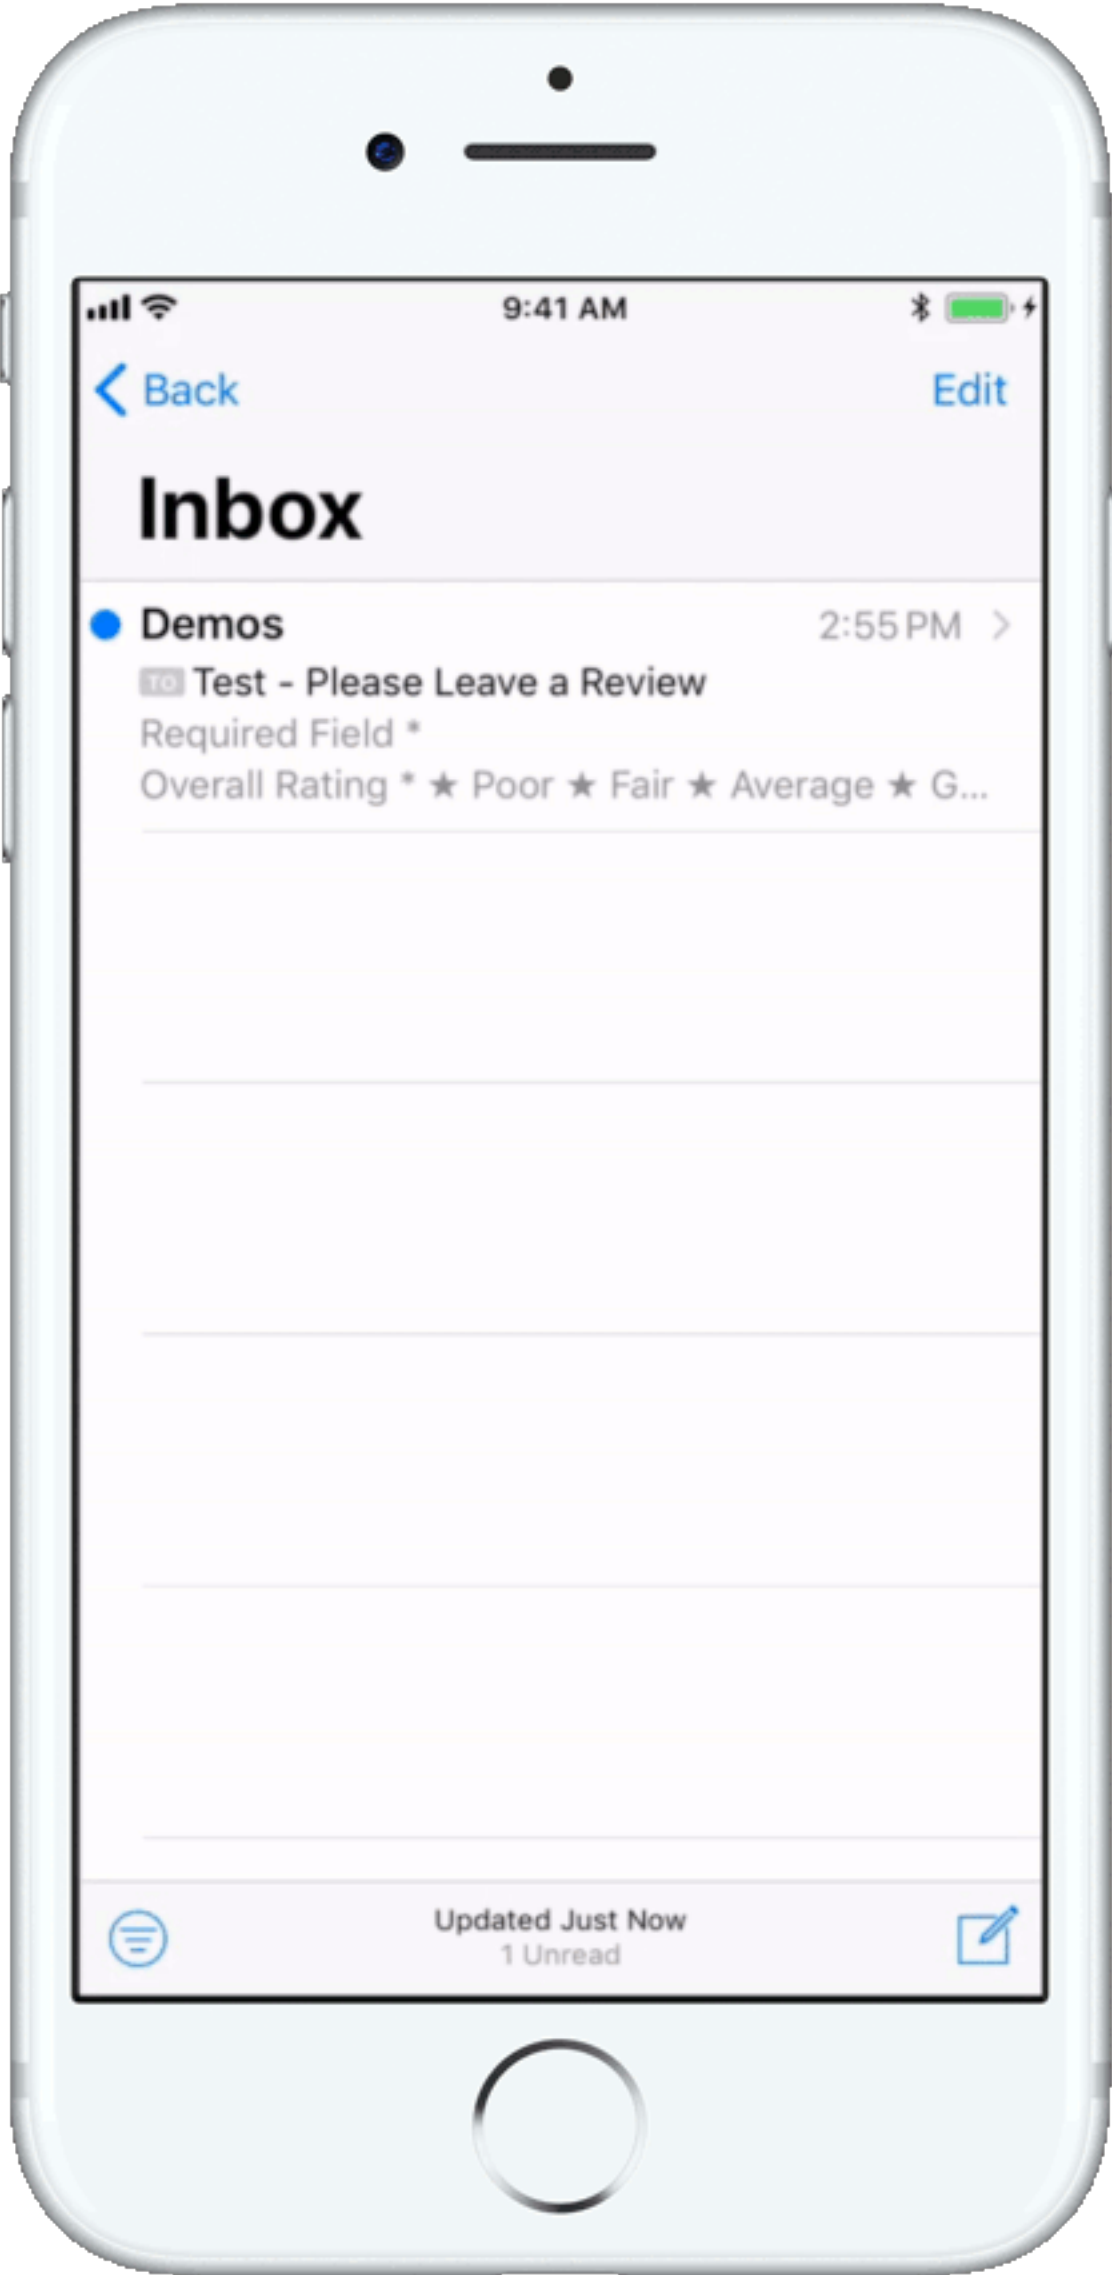 9:41 AM
Back
Edit
Inbox
Demos
2:55 PM
TO Test - Please Leave a Review
Required Field *
Overall Rating * ★ Poor ★ Fair ★ Average ★ G...
Updated Just Now
1 Unread